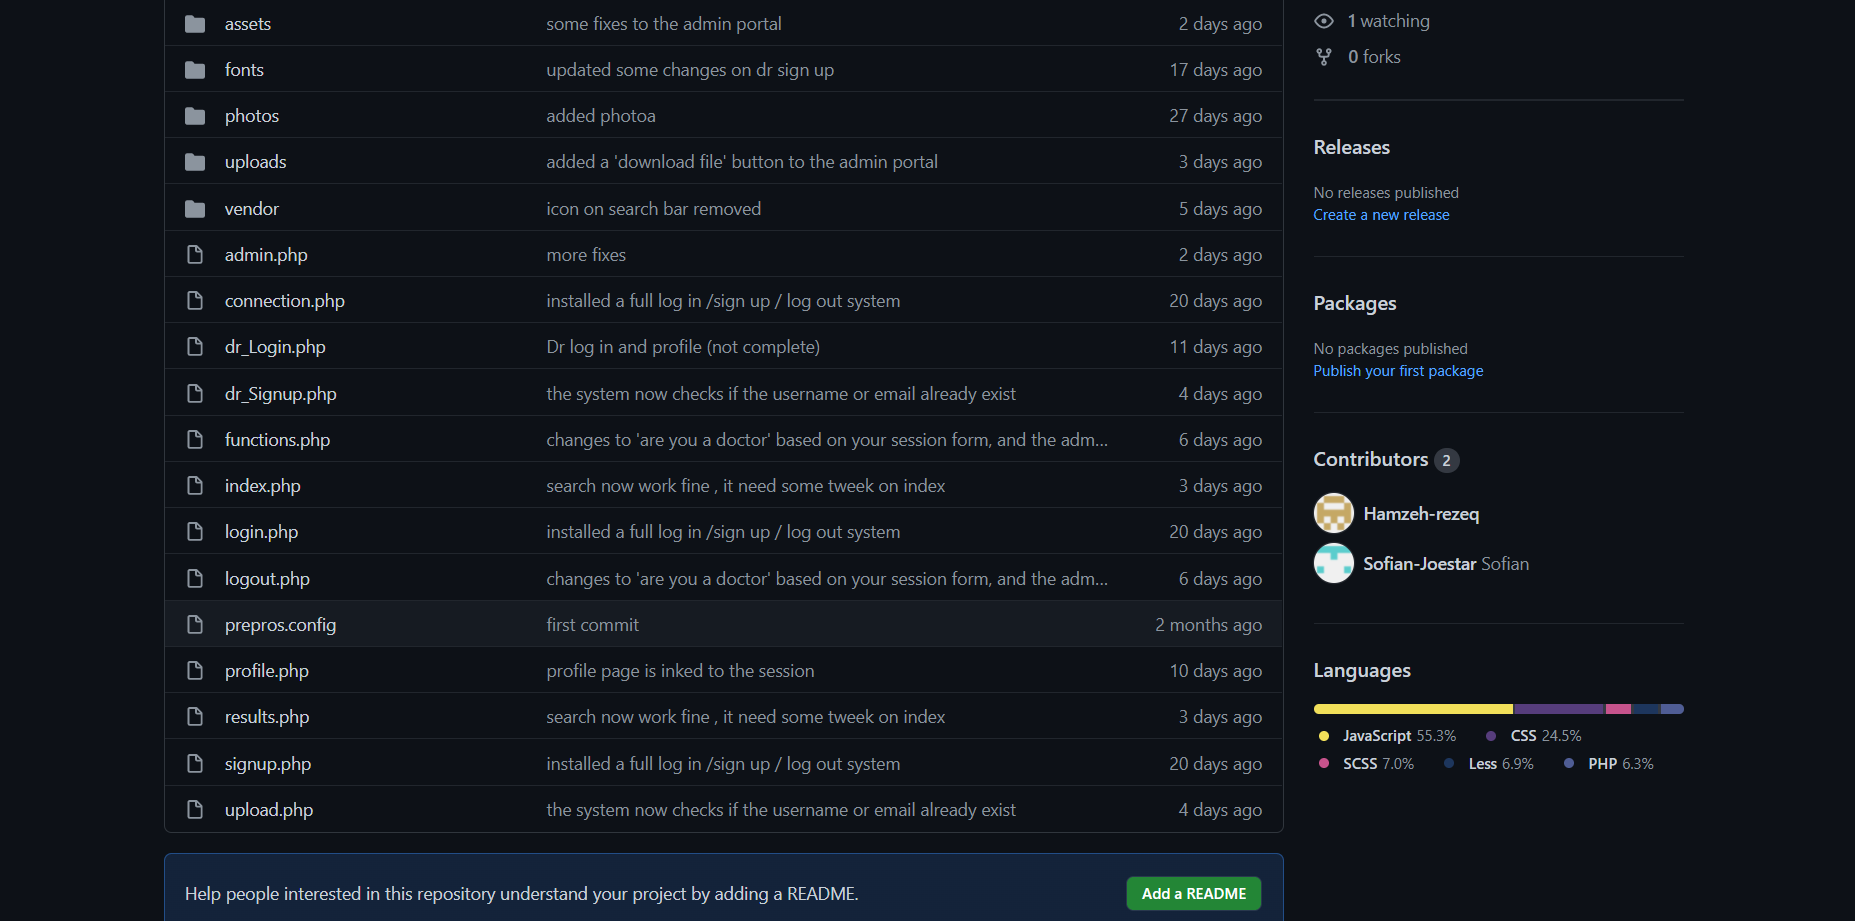 assets some fixes to the admin portal 2 days ago
fonts updated some changes on dr sign up 17 days ago
photos added photoa 27 days ago
uploads added a 'download file' button to the admin portal 3 days ago
vendor icon on search bar removed 5 days ago
admin.php more fixes 2 days ago
connection.php installed a full log in /sign up / log out system 20 days ago
dr_Login.php Dr log in and profile (not complete) 11 days ago
dr_Signup.php the system now checks if the username or email already exist 4 days ago
functions.php changes to 'are you a doctor' based on your session form, and the adm... 6 days ago
index.php search now work fine , it need some tweek on index 3 days ago
login.php installed a full log in /sign up / log out system 20 days ago
logout.php changes to 'are you a doctor' based on your session form, and the adm... 6 days ago
prepros.config first commit 2 months ago
profile.php profile page is inked to the session 10 days ago
results.php search now work fine , it need some tweek on index 3 days ago
signup.php installed a full log in /sign up / log out system 20 days ago
upload.php the system now checks if the username or email already exist 4 days ago
Help people interested in this repository understand your project by adding a README. Add a README
1 watching
0 forks
Releases
No releases published
Create a new release
Packages
No packages published
Publish your first package
Contributors 2
Hamzeh-rezeq
Sofian-Joestar Sofian
Languages
JavaScript 55.3% CSS 24.5%
SCSS 7.0% Less 6.9% PHP 6.3%